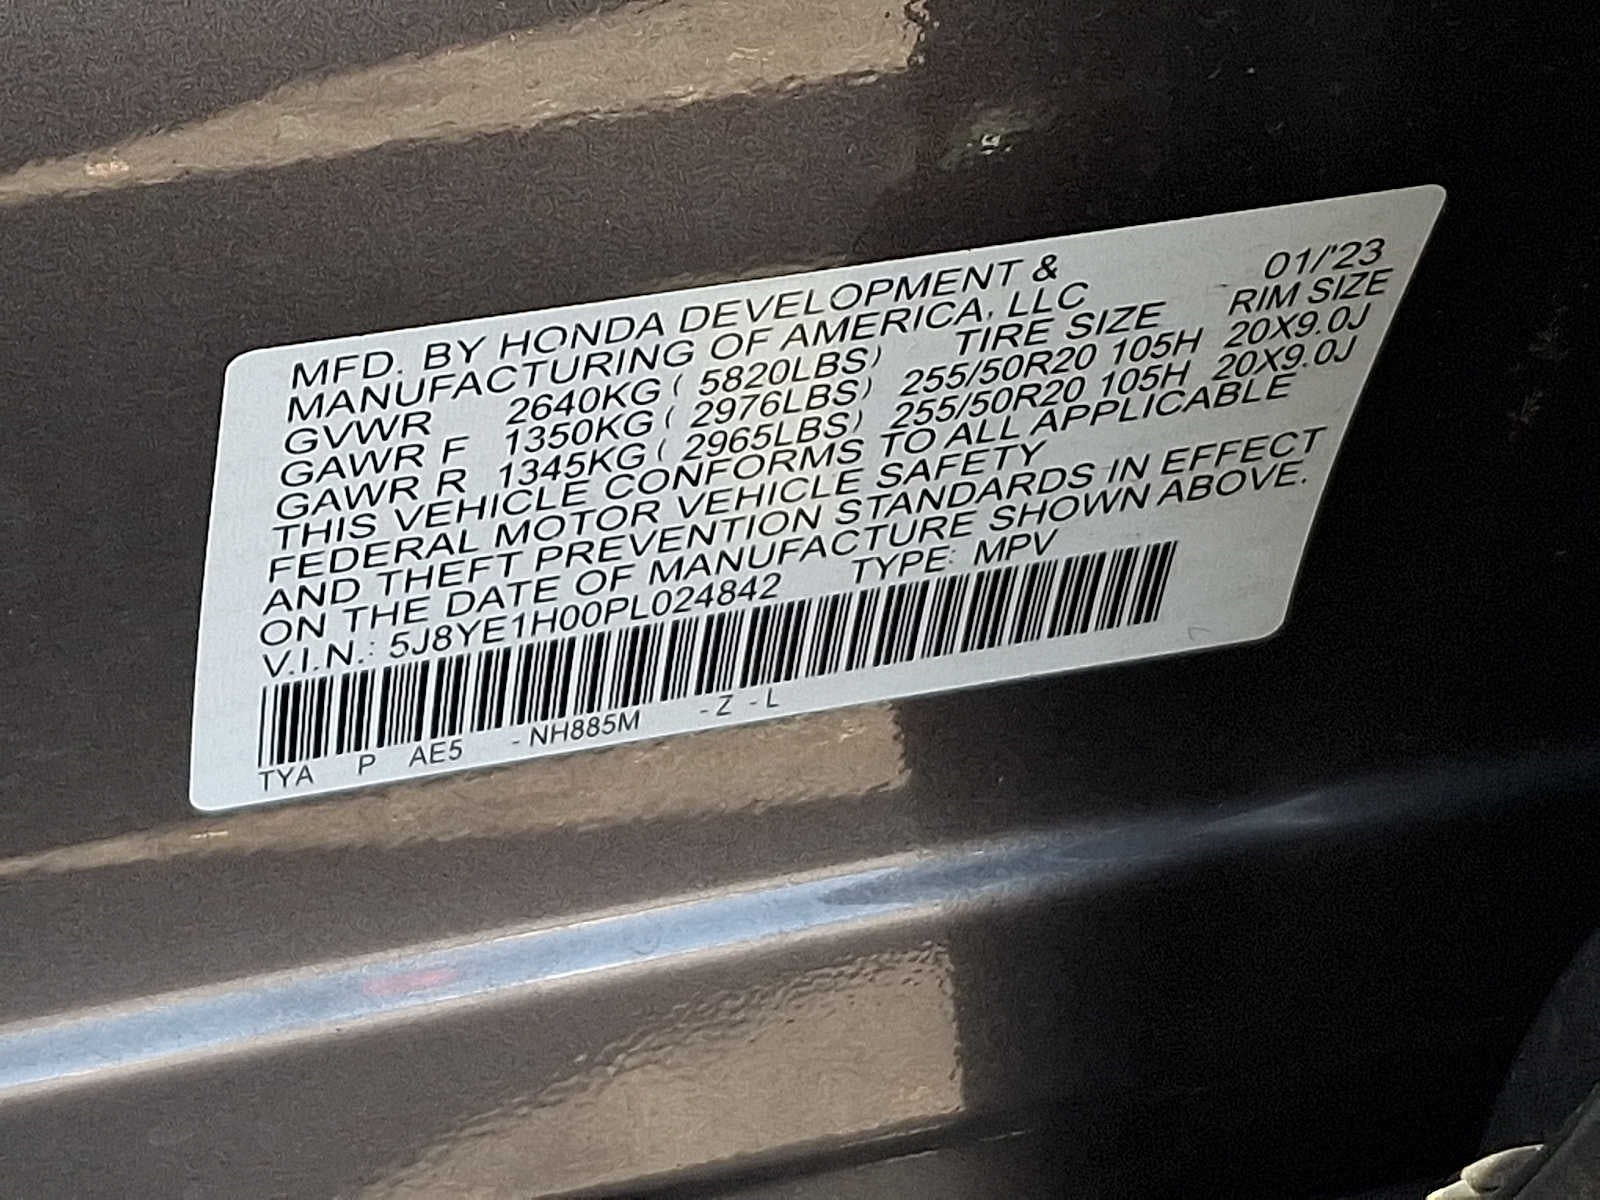 MFD. BY HONDA DEVELOPMENT & 01/'23
MANUFACTURING OF AMERICA, LLC RIM SIZE
GVWR 2640KG ( 5820LBS) TIRE SIZE
GAWR F 1350KG ( 2976LBS) 255/50R20 105H 20X9.0J
GAWR R 1345KG ( 2965LBS) 255/50R20 105H 20X9.0J
THIS VEHICLE CONFORMS TO ALL APPLICABLE
FEDERAL MOTOR VEHICLE SAFETY
AND THEFT PREVENTION STANDARDS IN EFFECT
ON THE DATE OF MANUFACTURE SHOWN ABOVE.
V.I.N.: 5J8YE1H00PL024842 TYPE: MPV
TYA P AE5 - NH885M - Z - L